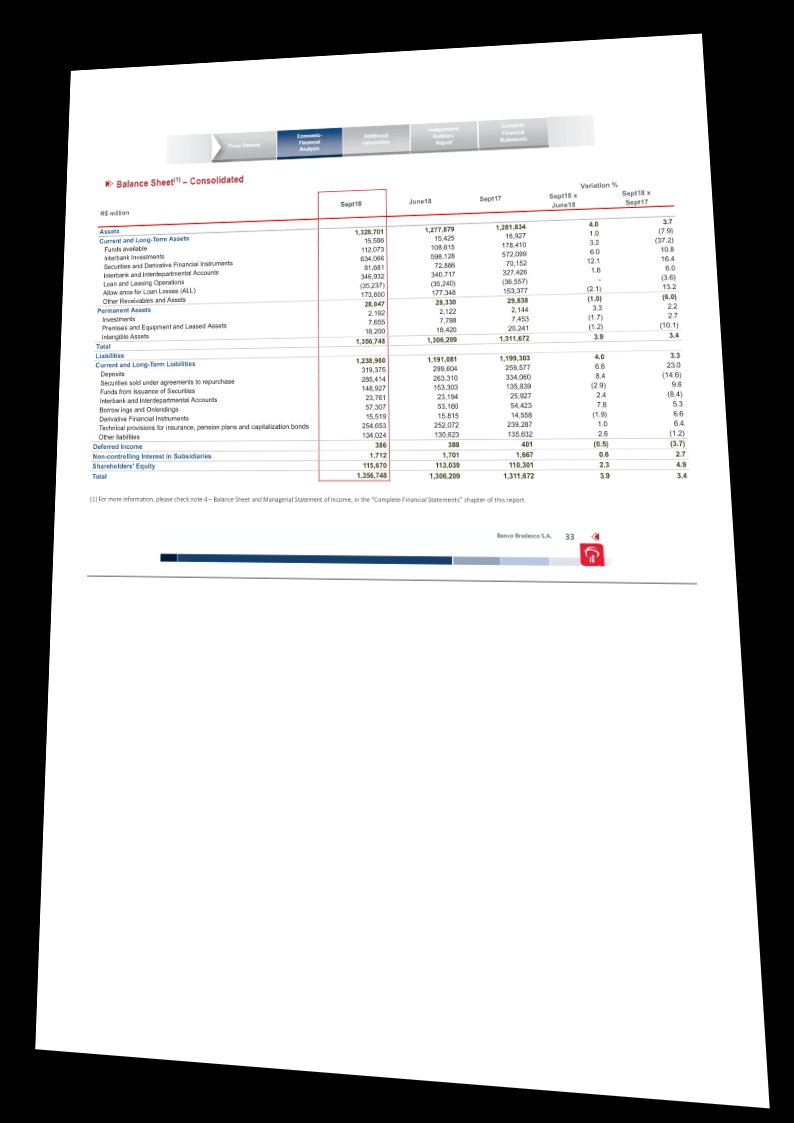 Press Release
Economic-
Financial
Analysis
Additional
Information
Independent
Auditors'
Report
Complete
Financial
Statements
Balance Sheet(1) – Consolidated
R$ million Sept18 June18 Sept17 Variation %
Sept18 x
June18
Sept18 x
Sept17
Assets
Current and Long-Term Assets 1,328,701 1,277,879 1,281,834 4.0 3.7
Funds available 15,586 15,425 16,927 1.0 (7.9)
Interbank Investments 112,073 108,615 178,410 3.2 (37.2)
Securities and Derivative Financial Instruments 634,066 598,128 572,099 6.0 10.8
Interbank and Interdepartmental Accounts 81,681 72,886 70,152 12.1 16.4
Loan and Leasing Operations 346,932 340,717 327,426 1.8 6.0
Allow ance for Loan Losses (ALL) (35,237) (35,240) (36,557) - (3.6)
Other Receivables and Assets 173,600 177,348 153,377 (2.1) 13.2
Permanent Assets 28,047 28,330 29,838 (1.0) (6.0)
Investments 2,192 2,122 2,144 3.3 2.2
Premises and Equipment and Leased Assets 7,655 7,788 7,453 (1.7) 2.7
Intangible Assets 18,200 18,420 20,241 (1.2) (10.1)
Total 1,356,748 1,306,209 1,311,672 3.9 3.4
Liabilities
Current and Long-Term Liabilities 1,238,980 1,191,081 1,199,303 4.0 3.3
Deposits 319,375 299,604 259,577 6.6 23.0
Securities sold under agreements to repurchase 285,414 263,310 334,060 8.4 (14.6)
Funds from Issuance of Securities 148,927 153,303 135,839 (2.9) 9.6
Interbank and Interdepartmental Accounts 23,761 23,194 25,927 2.4 (8.4)
Borrow ings and Onlendings 57,307 53,160 54,423 7.8 5.3
Derivative Financial Instruments 15,519 15,815 14,558 (1.9) 6.6
Technical provisions for insurance, pension plans and capitalization bonds 254,653 252,072 239,287 1.0 6.4
Other liabilities 134,024 130,623 135,632 2.6 (1.2)
Deferred Income 386 388 401 (0.5) (3.7)
Non-controlling Interest in Subsidiaries 1,712 1,701 1,667 0.6 2.7
Shareholders' Equity 115,670 113,039 110,301 2.3 4.9
Total 1,356,748 1,306,209 1,311,672 3.9 3.4
(1) For more information, please check note 4 – Balance Sheet and Managerial Statement of Income, in the "Complete Financial Statements" chapter of this report.
Banco Bradesco S.A. 33